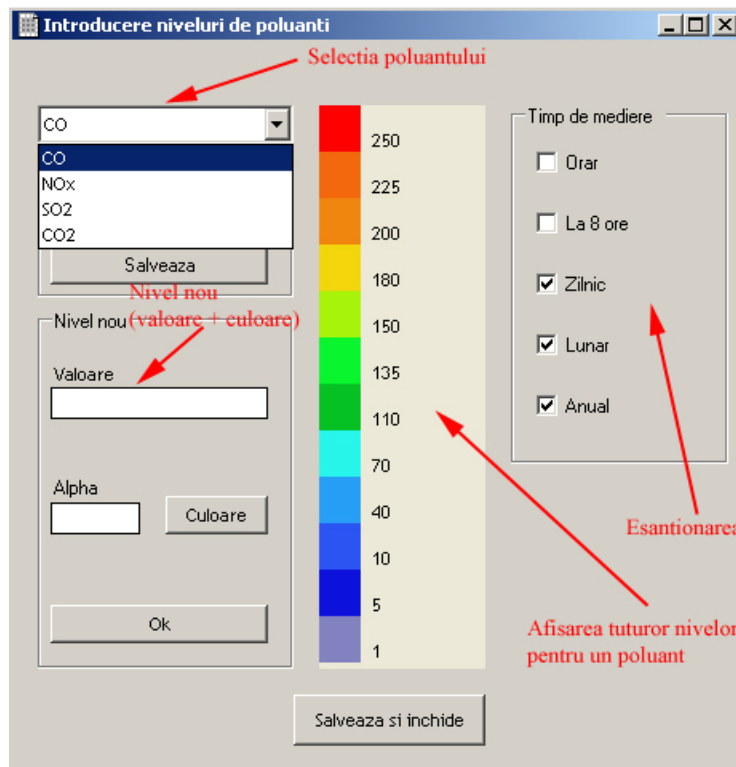 Introducere niveluri de poluanti
Selectia poluantului
CO
CO
NOx
SO2
CO2
Salveaza
Nivel nou
(valoare + culoare)
Nivel nou
Valoare
Alpha
Culoare
Ok
250
225
200
180
150
135
110
70
40
10
5
1
Timp de mediere
Orar
La 8 ore
Zilnic
Lunar
Anual
Esantionarea
Afisarea tuturor nivelor
pentru un poluant
Salveaza si inchide